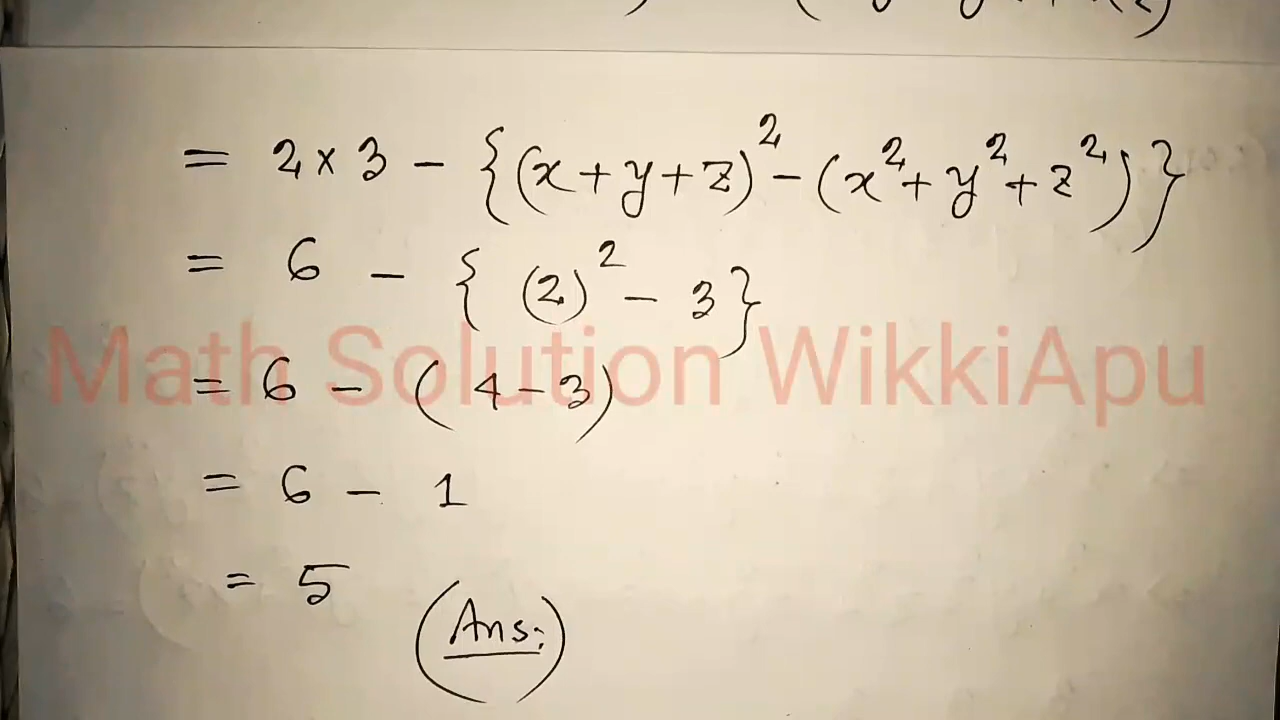 = 2 × 3 - {(x + y + z)² - (x² + y² + z²)}
= 6 - { (2)² - 3}
Math Solution WikkiApu
= 6 - ( 4 - 3)
= 6 - 1
= 5
(Ans:)